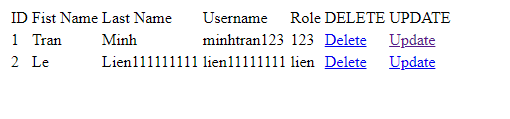 ID Fist Name Last Name Username Role DELETE UPDATE
1 Tran Minh minhtran123 123 Delete Update
2 Le Lien111111111 lien11111111 lien Delete Update